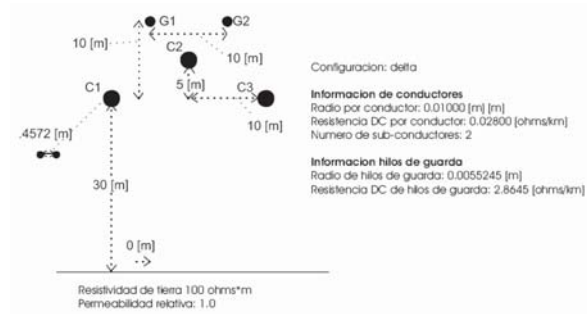 G1
G2
10 [m]
C2
10 [m]
5 [m]
C1
C3
10 [m]
.4572 [m]
30 [m]
0 [m]
Resistividad de tierra 100 ohms*m
Permeabilidad relativa: 1.0
Configuracion: delta
Informacion de conductores
Radio por conductor: 0.01000 [m] [m]
Resistencia DC por conductor: 0.02800 [ohms/km]
Numero de sub-conductores: 2
Informacion hilos de guarda
Radio de hilos de guarda: 0.0055245 [m]
Resistencia DC de hilos de guarda: 2.8645 [ohms/km]